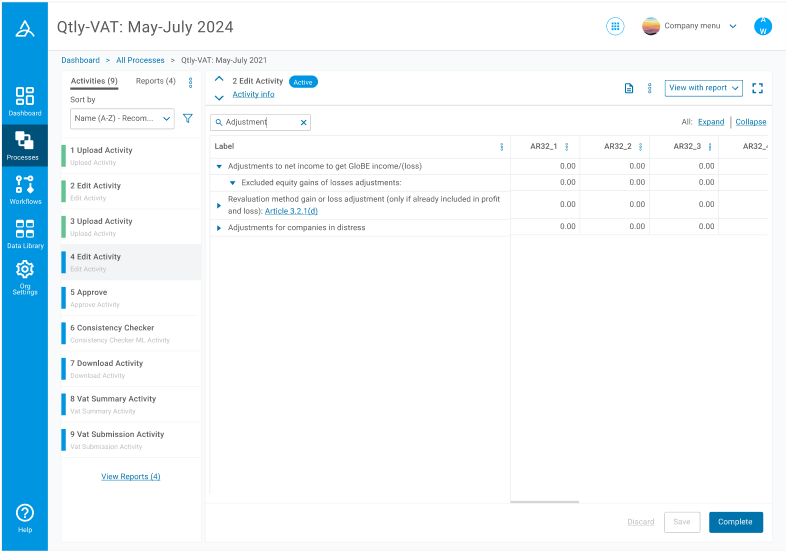 Qtly-VAT: May-July 2024
Company menu
A
W
Dashboard > All Processes > Qtly-VAT: May-July 2021
Dashboard
Processes
Workflows
Data Library
Org
Settings
Help
Activities (9) Reports (4)
Sort by
Name (A-Z) - Recom...
1 Upload Activity
Upload Activity
2 Edit Activity
Edit Activity
3 Upload Activity
Upload Activity
4 Edit Activity
Edit Activity
5 Approve
Approve Activity
6 Consistency Checker
Consistency Checker ML Activity
7 Download Activity
Download Activity
8 Vat Summary Activity
Vat Summary Activity
9 Vat Submission Activity
Vat Submission Activity
View Reports (4)
2 Edit Activity Active
Activity info
View with report
Adjustment
All: Expand | Collapse
Label AR32_1 AR32_2 AR32_3 AR32_4
Adjustments to net income to get GloBE income/(loss) 0.00 0.00 0.00
Excluded equity gains of losses adjustments: 0.00 0.00 0.00
Revaluation method gain or loss adjustment (only if already included in profit
and loss): Article 3.2.1(d) 0.00 0.00 0.00
Adjustments for companies in distress 0.00 0.00 0.00
Discard Save Complete